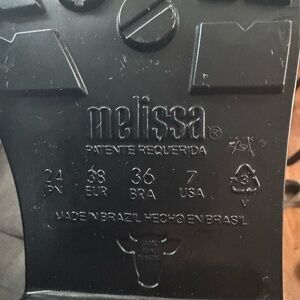 melissa®
PATENTE REQUERIDA
24 38 36 7
JPN EUR BRA USA
MADE IN BRAZIL HECHO EN BRASIL